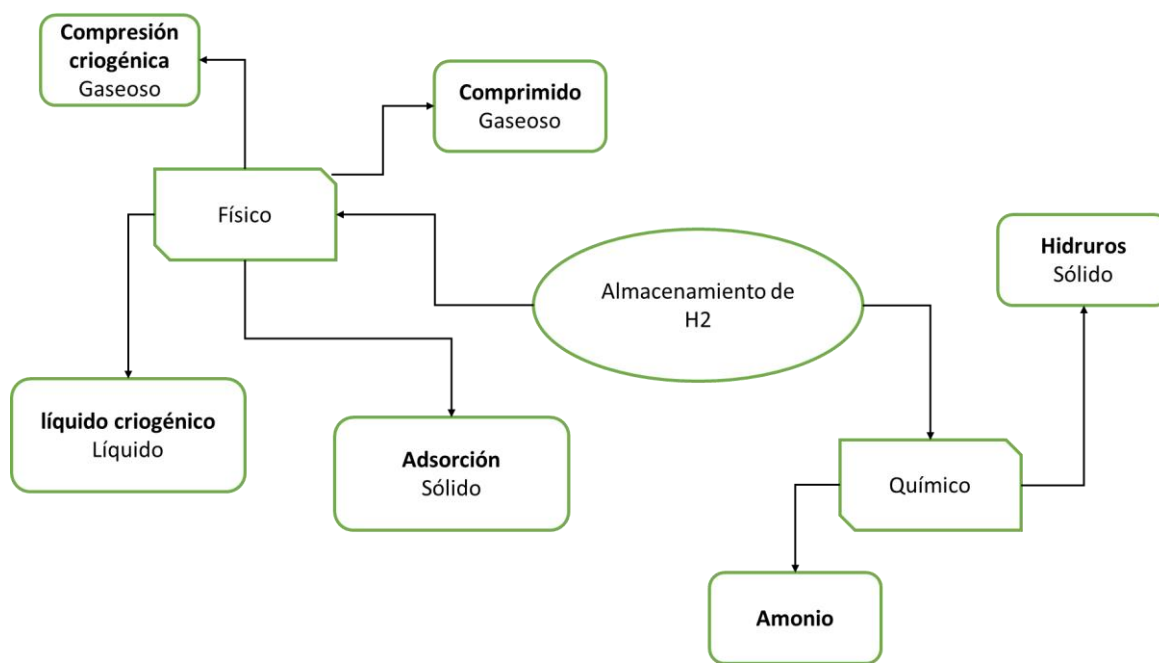 Compresión
criogénica
Gaseoso
Comprimido
Gaseoso
Físico
Almacenamiento de
H2
Hidruros
Sólido
líquido criogénico
Líquido
Adsorción
Sólido
Químico
Amonio